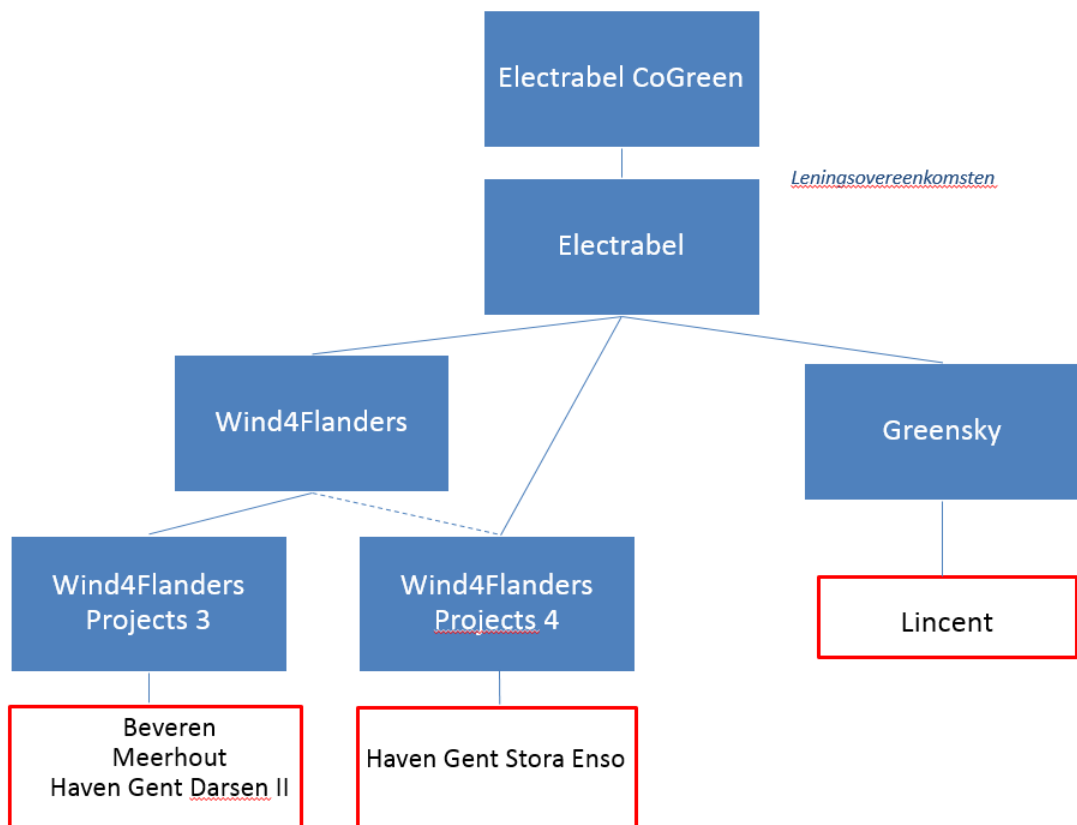 Electrabel CoGreen
Leningsovereenkomsten
Electrabel
Wind4Flanders
Greensky
Wind4Flanders
Projects 3
Wind4Flanders
Projects 4
Lincent
Beveren
Meerhout
Haven Gent Darsen II
Haven Gent Stora Enso